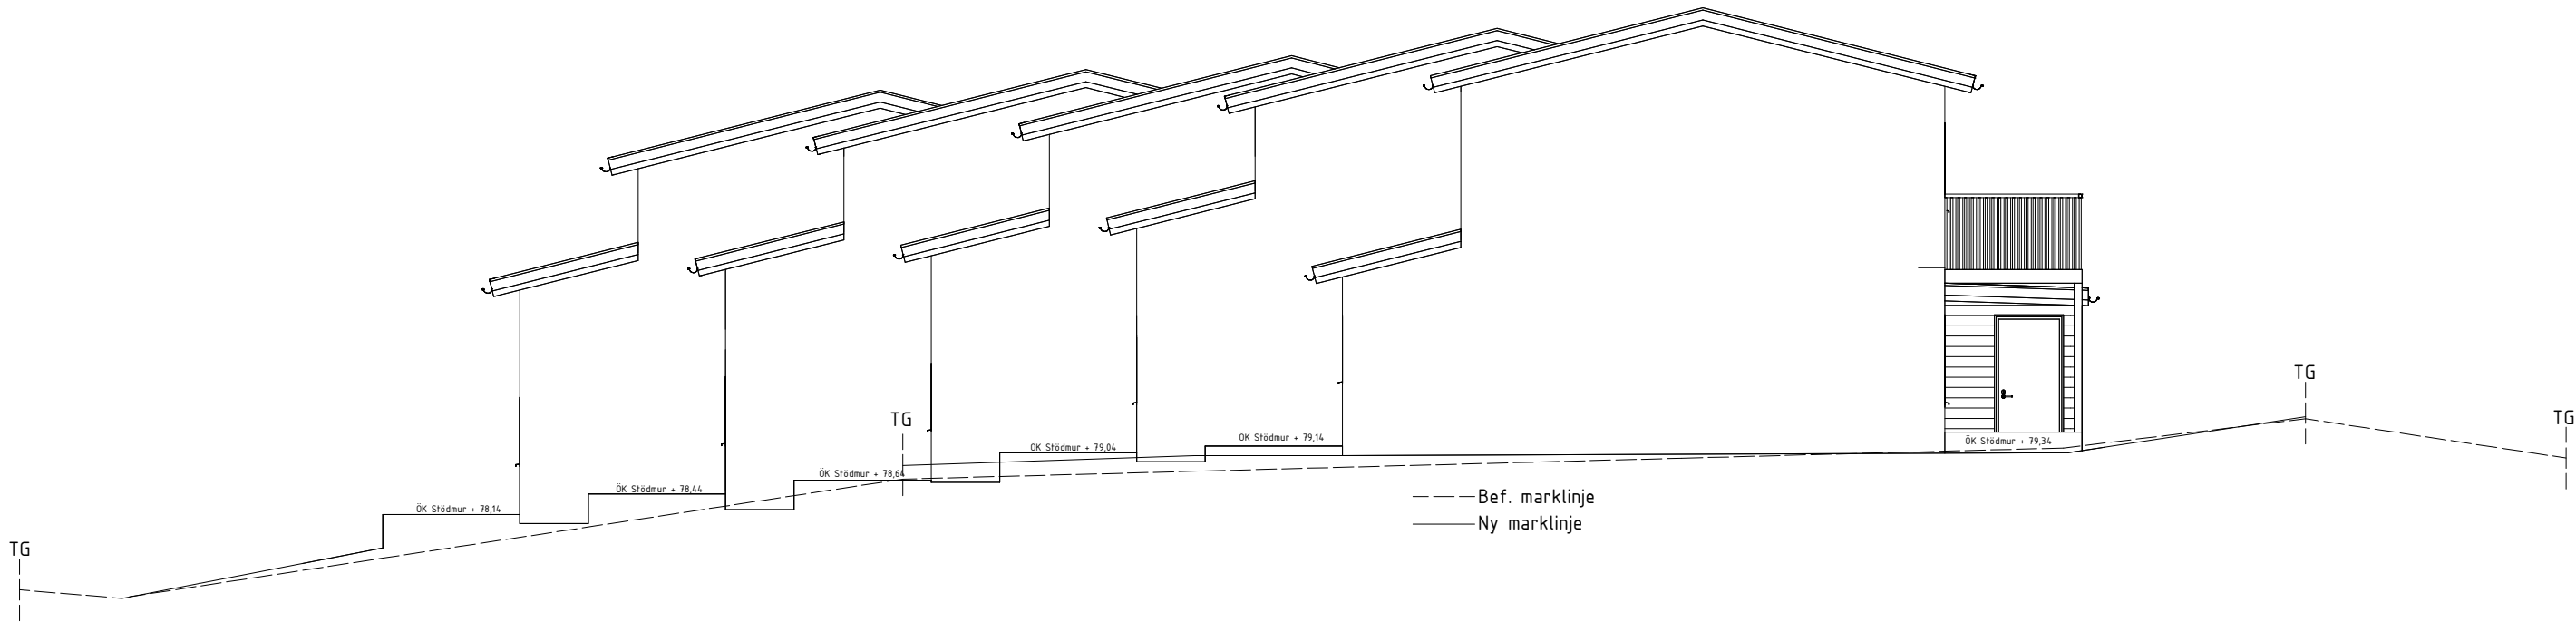 TG
TG
TG
TG
ÖK Stödmur + 79,14
ÖK Stödmur + 79,34
ÖK Stödmur + 79,04
ÖK Stödmur + 78,64
ÖK Stödmur + 78,44
ÖK Stödmur + 78,14
Bef. marklinje
Ny marklinje